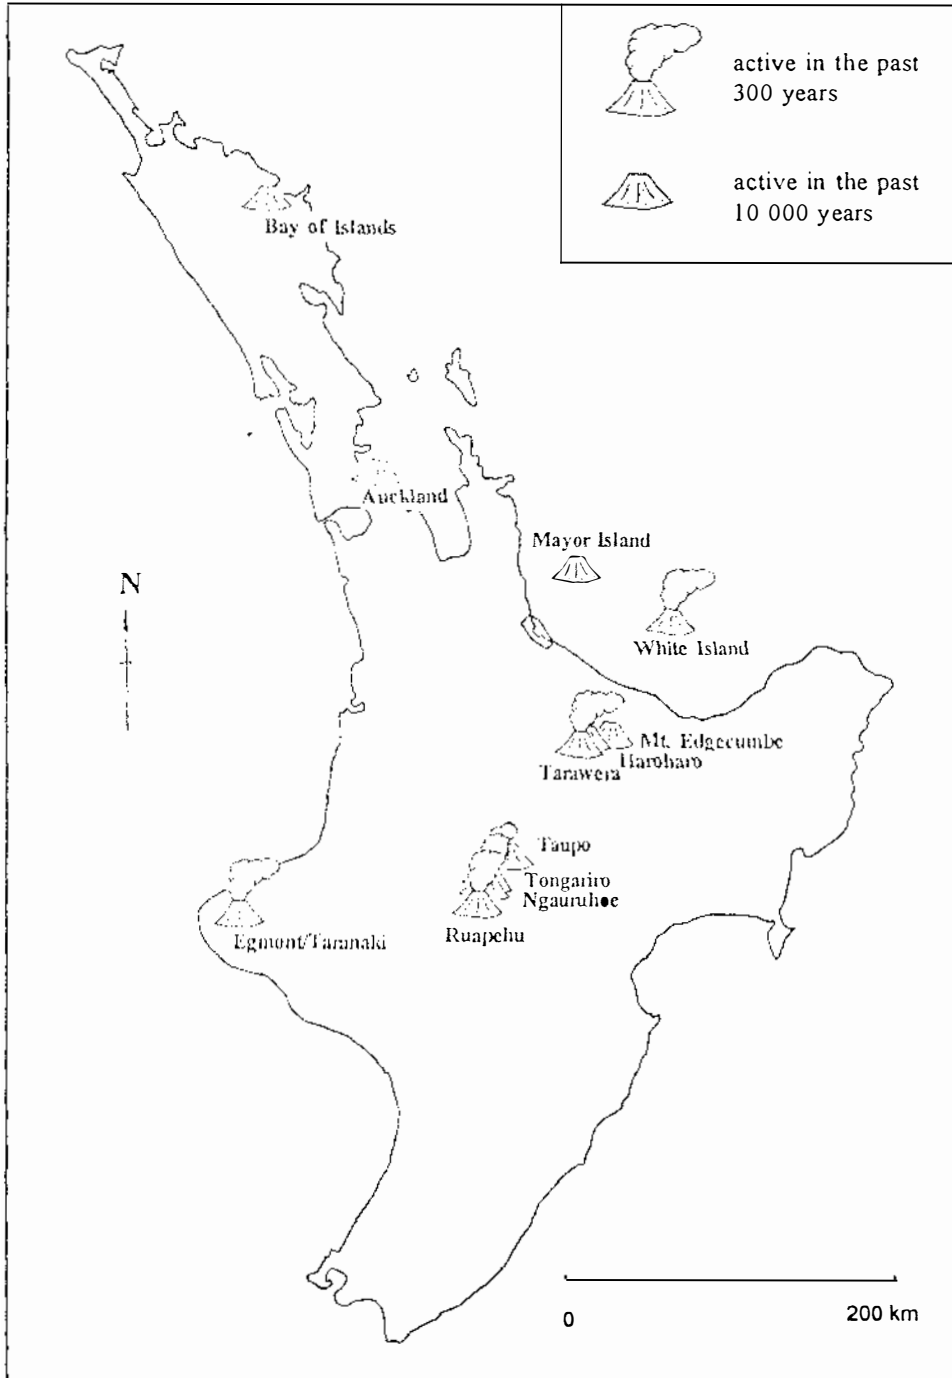 active in the past
300 years
active in the past
10 000 years
Bay of Islands
Auckland
Mayor Island
N
White Island
Mt. Edgecumbe
Haroharo
Tarawera
Taupo
Tongariro
Ngauruhoe
Ruapehu
Egmont/Taranaki
0
200 km